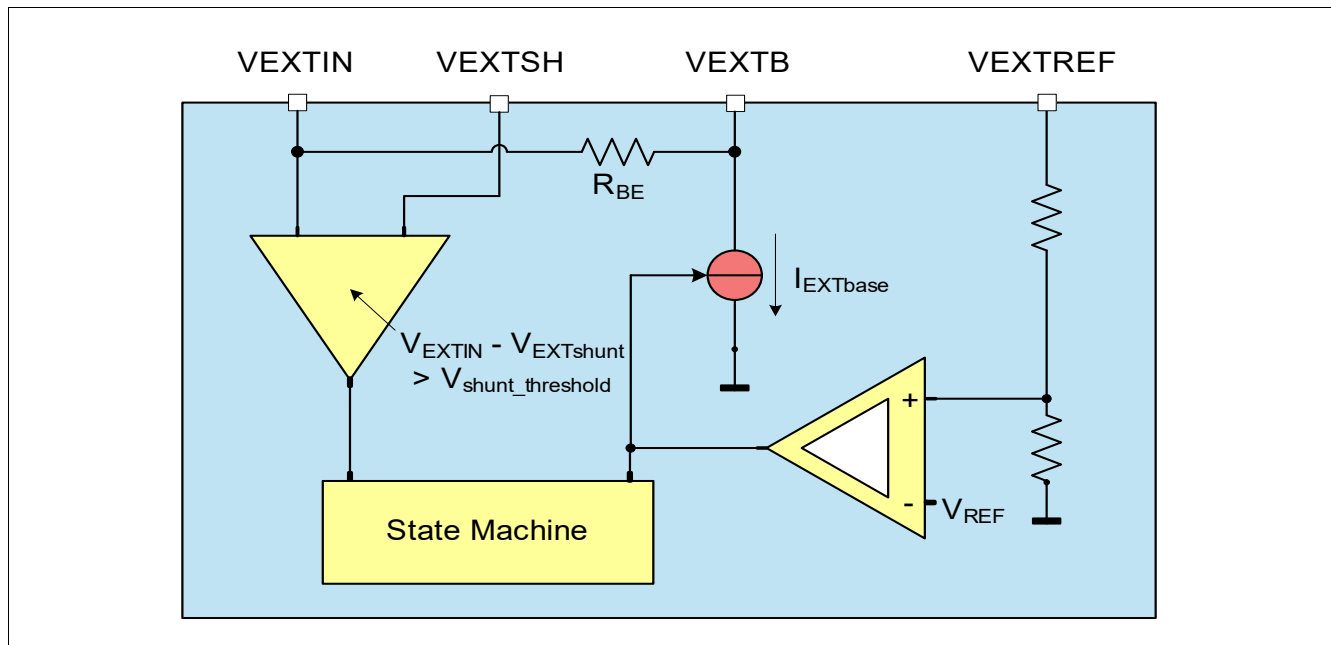 VEXTIN VEXTSH VEXTB VEXTREF
RBE
IEXTbase
VEXTIN - VEXTshunt
> Vshunt_threshold
+
- VREF
State Machine